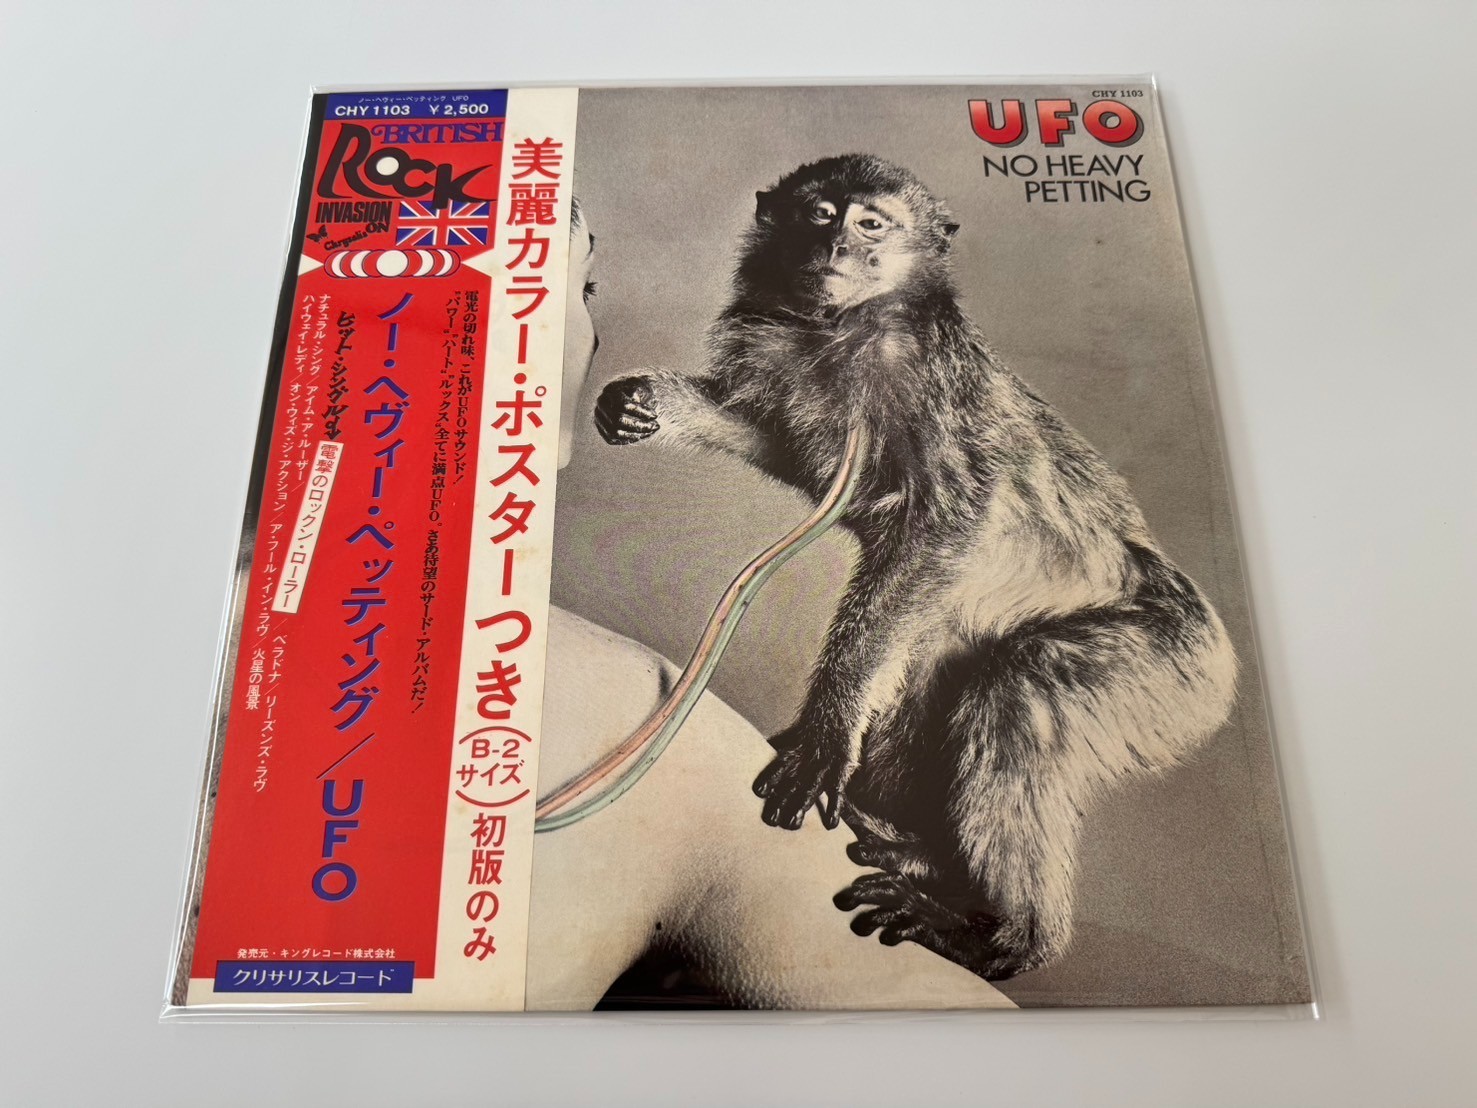 ノー・ヘヴィー・ペッティング UFO
CHY 1103 ¥2,500
BRITISH
ROCK
INVASION
ON
Chrysalis
美麗カラー・ポスターつき(B-2サイズ)初版のみ
電光の切れ味、これがUFOサウンド!
“パワー”“ハート”“ルックス”全てに満点UFO。さあ待望のサード・アルバムだ!
ノー・ヘヴィー・ペッティング/UFO
ヒット・シングル
電撃のロックン・ローラー
ナチュラル・シング/アイム・ア・ルーザー/
ベラドナ/リーズンズ・ラヴ
ハイウェイ・レディ/オン・ウィズ・ジ・アクション/ア・フール・イン・ラヴ/火星の風景
発売元・キングレコード株式会社
クリサリスレコード
CHY 1103
UFO
NO HEAVY
PETTING